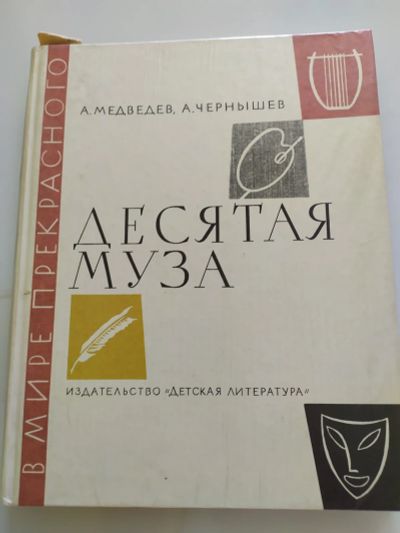 В МИРЕ ПРЕКРАСНОГО
А. МЕДВЕДЕВ, А. ЧЕРНЫШЕВ
ДЕСЯТАЯ
МУЗА
ИЗДАТЕЛЬСТВО «ДЕТСКАЯ ЛИТЕРАТУРА»